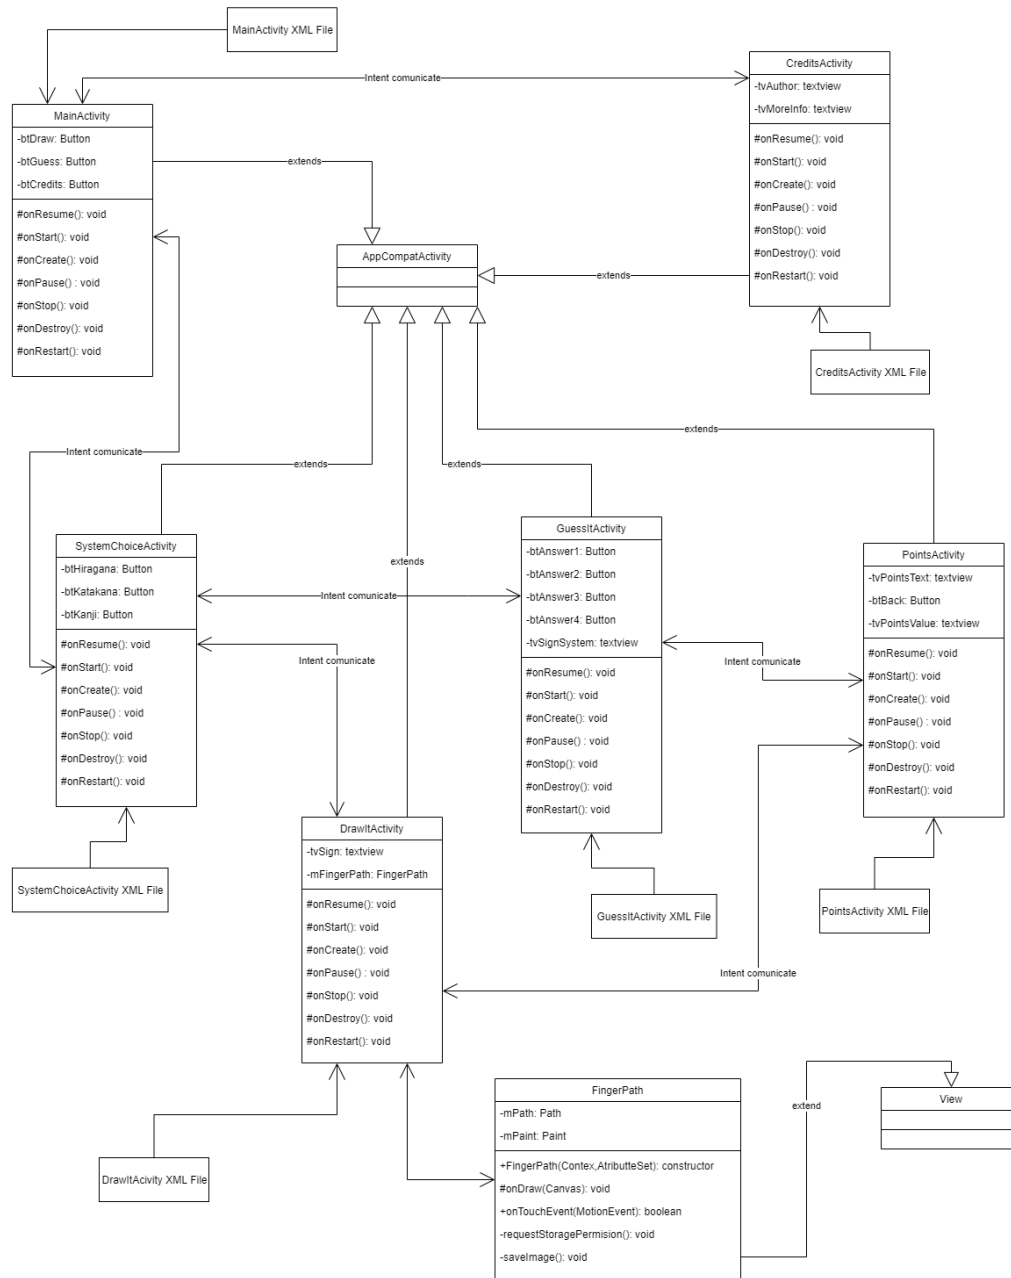 MainActivity XML File
Intent comunicate
CreditsActivity
-tvAuthor: textview
-tvMoreInfo: textview
#onResume(): void
#onStart(): void
#onCreate(): void
#onPause() : void
#onStop(): void
#onDestroy(): void
#onRestart(): void
MainActivity
-btDraw: Button
-btGuess: Button
-btCredits: Button
#onResume(): void
#onStart(): void
#onCreate(): void
#onPause() : void
#onStop(): void
#onDestroy(): void
#onRestart(): void
extends
AppCompatActivity
extends
CreditsActivity XML File
Intent comunicate
extends
extends
extends
extends
SystemChoiceActivity
-btHiragana: Button
-btKatakana: Button
-btKanji: Button
#onResume(): void
#onStart(): void
#onCreate(): void
#onPause() : void
#onStop(): void
#onDestroy(): void
#onRestart(): void
Intent comunicate
Intent comunicate
GuessItActivity
-btAnswer1: Button
-btAnswer2: Button
-btAnswer3: Button
-btAnswer4: Button
-tvSignSystem: textview
#onResume(): void
#onStart(): void
#onCreate(): void
#onPause() : void
#onStop(): void
#onDestroy(): void
#onRestart(): void
Intent comunicate
PointsActivity
-tvPointsText: textview
-btBack: Button
-tvPointsValue: textview
#onResume(): void
#onStart(): void
#onCreate(): void
#onPause() : void
#onStop(): void
#onDestroy(): void
#onRestart(): void
SystemChoiceActivity XML File
DrawItActivity
-tvSign: textview
-mFingerPath: FingerPath
#onResume(): void
#onStart(): void
#onCreate(): void
#onPause() : void
#onStop(): void
#onDestroy(): void
#onRestart(): void
GuessItActivity XML File
PointsActivity XML File
Intent comunicate
DrawItAcivity XML File
FingerPath
-mPath: Path
-mPaint: Paint
+FingerPath(Contex,AtributteSet): constructor
#onDraw(Canvas): void
+onTouchEvent(MotionEvent): boolean
-requestStoragePermision(): void
-saveImage(): void
extend
View